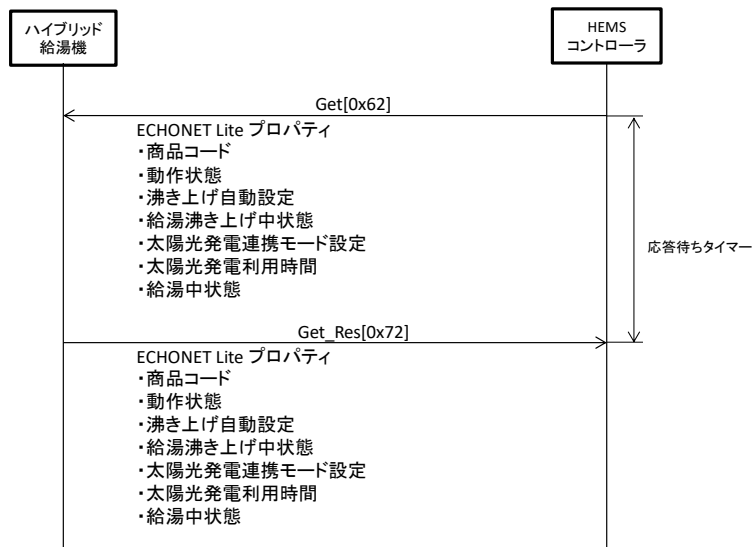 ハイブリッド
給湯機
HEMS
コントローラ
Get[0x62]
ECHONET Lite プロパティ
・商品コード
・動作状態
・沸き上げ自動設定
・給湯沸き上げ中状態
・太陽光発電連携モード設定
・太陽光発電利用時間
・給湯中状態
応答待ちタイマー
Get_Res[0x72]
ECHONET Lite プロパティ
・商品コード
・動作状態
・沸き上げ自動設定
・給湯沸き上げ中状態
・太陽光発電連携モード設定
・太陽光発電利用時間
・給湯中状態